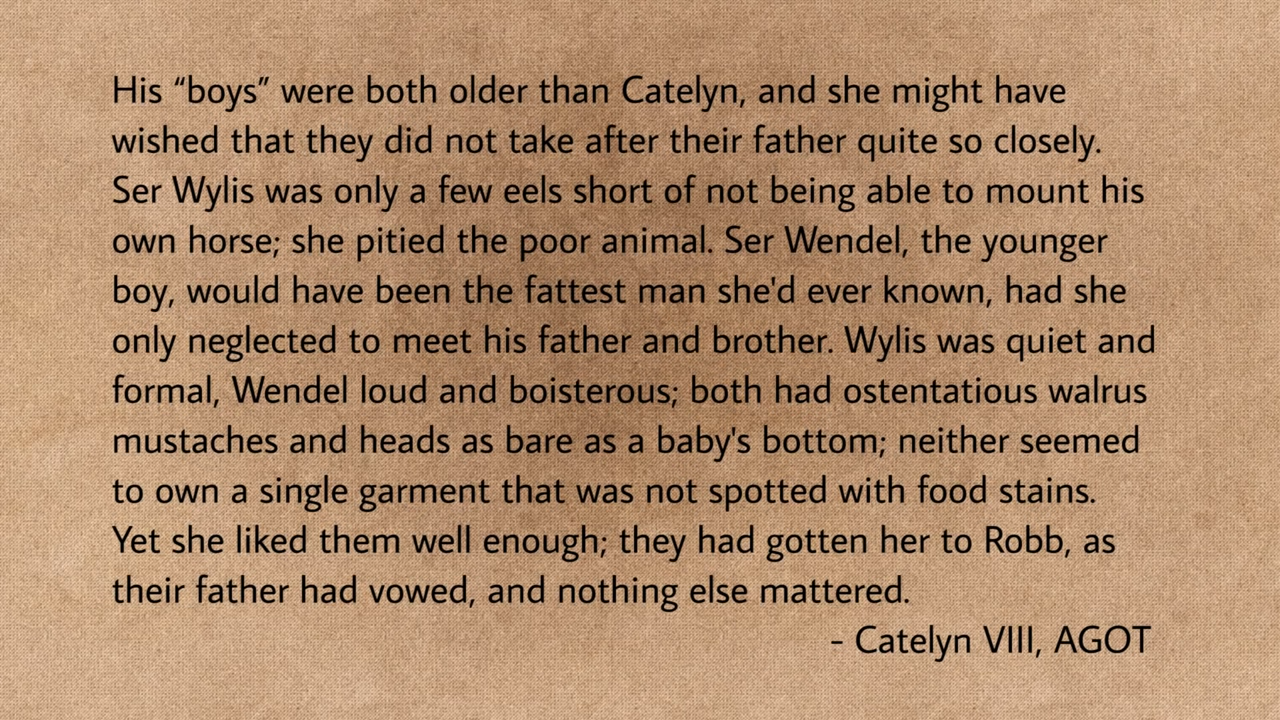 His “boys” were both older than Catelyn, and she might have
wished that they did not take after their father quite so closely.
Ser Wylis was only a few eels short of not being able to mount his
own horse; she pitied the poor animal. Ser Wendel, the younger
boy, would have been the fattest man she'd ever known, had she
only neglected to meet his father and brother. Wylis was quiet and
formal, Wendel loud and boisterous; both had ostentatious walrus
mustaches and heads as bare as a baby's bottom; neither seemed
to own a single garment that was not spotted with food stains.
Yet she liked them well enough; they had gotten her to Robb, as
their father had vowed, and nothing else mattered.
- Catelyn VIII, AGOT